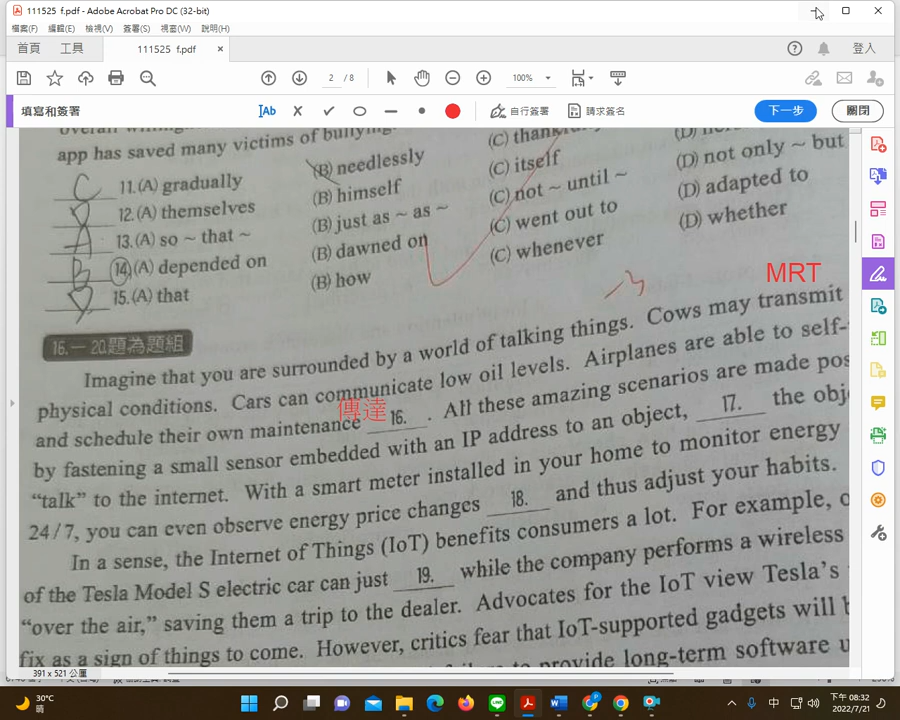 111525 f.pdf - Adobe Acrobat Pro DC (32-bit)
檔案(F) 編輯(E) 檢視(V) 簽署(S) 視窗(W) 說明(H)
首頁 工具 111525 f.pdf × 登入
2 / 8 100%
填寫和簽署 Ab 自行簽署 請求簽名 下一步 關閉
app has saved many victims of bullying
C 11.(A) gradually (B) needlessly (C) itself (D) not only ~ but
12.(A) themselves (B) himself (C) not ~ until ~ (D) adapted to
A 13.(A) so ~ that ~ (B) just as ~ as ~ (C) went out to (D) whether
B 14.(A) depended on (B) dawned on (C) whenever
15.(A) that (B) how
MRT
16.－20.題為題組
Imagine that you are surrounded by a world of talking things. Cows may transmit
physical conditions. Cars can communicate low oil levels. Airplanes are able to self-
傳達
and schedule their own maintenance 16. . All these amazing scenarios are made pos
by fastening a small sensor embedded with an IP address to an object, 17. the obj
“talk” to the internet. With a smart meter installed in your home to monitor energy
24/7, you can even observe energy price changes 18. and thus adjust your habits.
In a sense, the Internet of Things (IoT) benefits consumers a lot. For example, o
of the Tesla Model S electric car can just 19. while the company performs a wireless
“over the air,” saving them a trip to the dealer. Advocates for the IoT view Tesla’s
fix as a sign of things to come. However, critics fear that IoT-supported gadgets will b
to provide long-term software u
391 x 521 公釐
30°C
晴
中
下午 08:32
2022/7/21